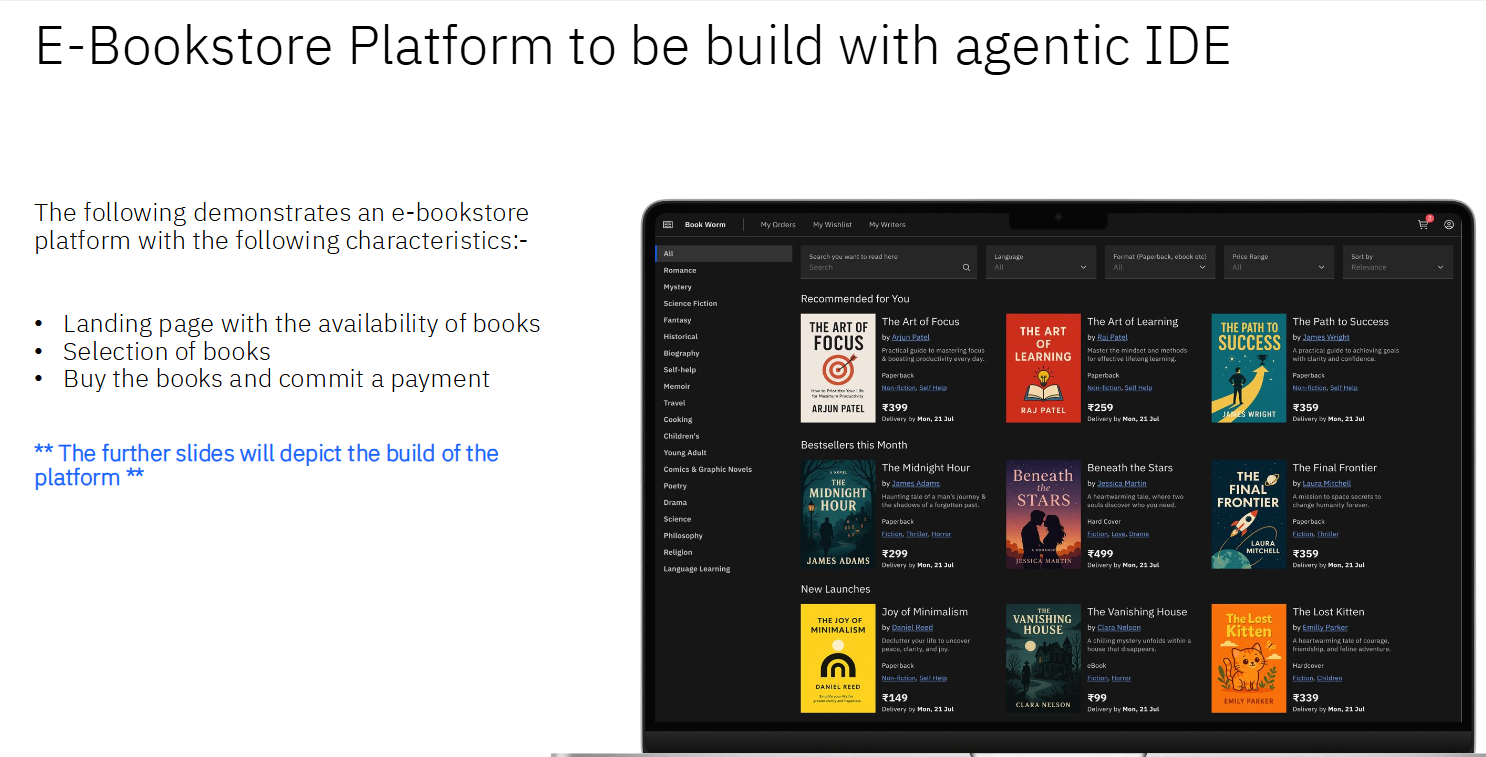 E-Bookstore Platform to be build with agentic IDE
The following demonstrates an e-bookstore
platform with the following characteristics:-
• Landing page with the availability of books
• Selection of books
• Buy the books and commit a payment
** The further slides will depict the build of the
platform **
Book Worm
My Orders
My Wishlist
My Writers
2
All
Romance
Mystery
Science Fiction
Fantasy
Historical
Biography
Self-help
Memoir
Travel
Cooking
Children's
Young Adult
Comics & Graphic Novels
Poetry
Drama
Science
Philosophy
Religion
Language Learning
Search you want to read here
Search
Language
All
Format (Paperback, ebook etc)
All
Price Range
All
Sort by
Relevance
Recommended for You
THE ART OF
FOCUS
How to Prioritize Your Life
for Maximum Productivity
ARJUN PATEL
The Art of Focus
by Arjun Patel
Practical guide to mastering focus
& boosting productivity every day.
Paperback
Non-fiction, Self Help
₹399
Delivery by Mon, 21 Jul
THE ART
OF
LEARNING
RAJ PATEL
The Art of Learning
by Raj Patel
Master the mindset and methods
for effective lifelong learning.
Paperback
Non-fiction, Self Help
₹259
Delivery by Mon, 21 Jul
THE PATH TO
SUCCESS
JAMES WRIGHT
The Path to Success
by James Wright
A practical guide to achieving goals
with clarity and confidence.
Paperback
Non-fiction, Self Help
₹359
Delivery by Mon, 21 Jul
Bestsellers this Month
A NOVEL
THE
MIDNIGHT
HOUR
JAMES ADAMS
The Midnight Hour
by James Adams
Haunting tale of a man's journey &
the shadows of a forgotten past.
Paperback
Fiction, Thriller, Horror
₹299
Delivery by Mon, 21 Jul
Beneath
the
STARS
A ROMANCE
JESSICA MARTIN
Beneath the Stars
by Jessica Martin
A heartwarming tale, where two
souls discover who you need.
Hard Cover
Fiction, Love, Drama
₹499
Delivery by Mon, 21 Jul
THE
FINAL
FRONTIER
LAURA
MITCHELL
The Final Frontier
by Laura Mitchell
A mission to space secrets to
change humanity forever.
Paperback
Fiction, Thriller
₹359
Delivery by Mon, 21 Jul
New Launches
THE JOY OF
MINIMALISM
DANIEL REED
Simplify your life for
greater clarity and happiness
Joy of Minimalism
by Daniel Reed
Declutter your life to uncover
peace, clarity, and joy.
Paperback
Non-fiction, Self Help
₹149
Delivery by Mon, 21 Jul
THE
VANISHING
HOUSE
CLARA NELSON
The Vanishing House
by Clara Nelson
A chilling mystery unfolds within a
house that disappears.
eBook
Fiction, Horror
₹99
Delivery by Mon, 21 Jul
The Lost
Kitten
EMILY PARKER
The Lost Kitten
by Emilly Parker
A heartwarming tale of courage,
friendship, and feline adventure.
Hardcover
Fiction, Children
₹339
Delivery by Mon, 21 Jul